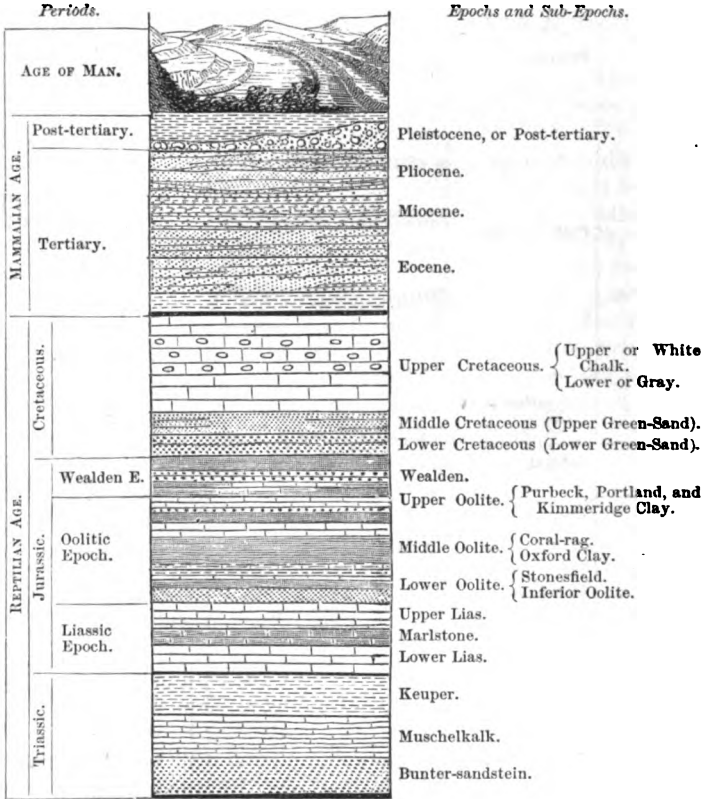 Periods.
Epochs and Sub-Epochs.
AGE OF MAN.
MAMMALIAN AGE.
Post-tertiary.
Pleistocene, or Post-tertiary.
Tertiary.
Pliocene.
Miocene.
Eocene.
REPTILIAN AGE.
Cretaceous.
Upper Cretaceous.
Upper or White
Chalk.
Lower or Gray.
Middle Cretaceous (Upper Green-Sand).
Lower Cretaceous (Lower Green-Sand).
Jurassic.
Wealden E.
Wealden.
Oolitic
Epoch.
Upper Oolite.
Purbeck, Portland, and
Kimmeridge Clay.
Middle Oolite.
Coral-rag.
Oxford Clay.
Lower Oolite.
Stonesfield.
Inferior Oolite.
Liassic
Epoch.
Upper Lias.
Marlstone.
Lower Lias.
Triassic.
Keuper.
Muschelkalk.
Bunter-sandstein.